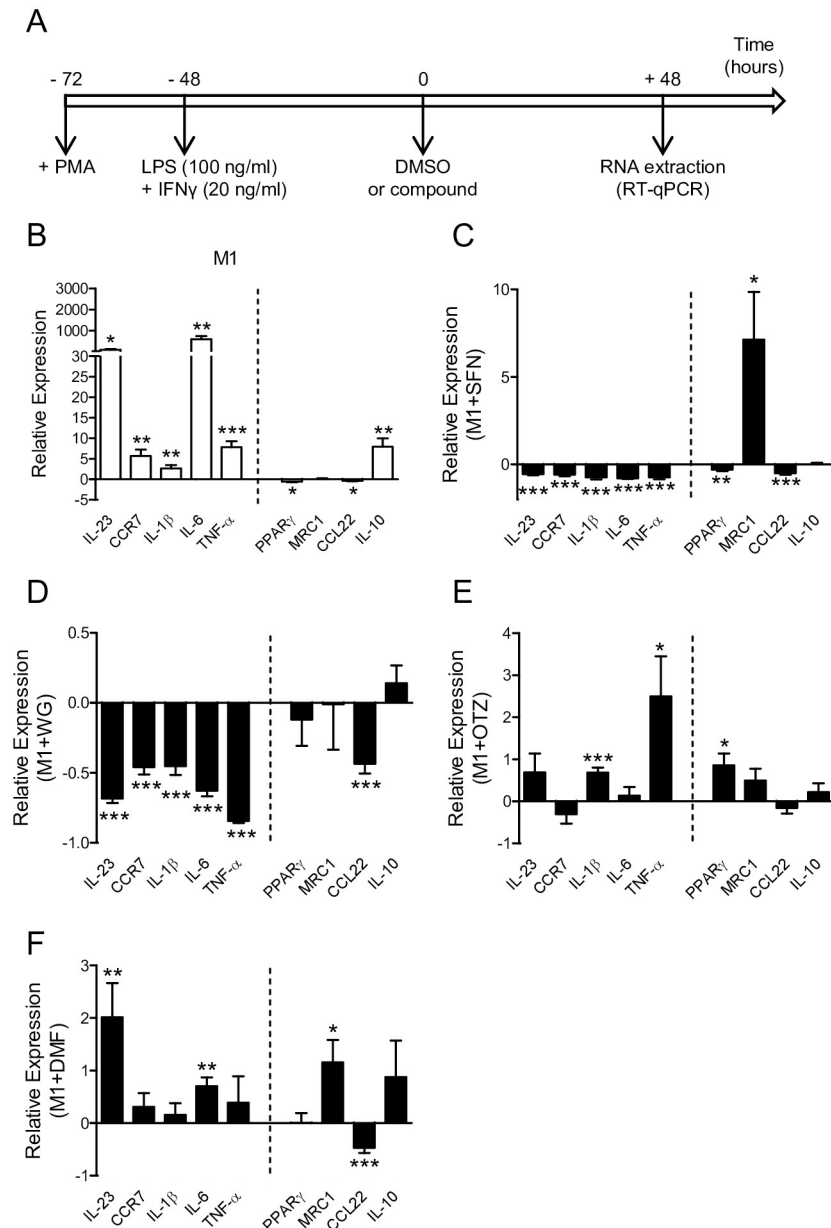 A
Time
(hours)
- 72 - 48 0 + 48
+ PMA LPS (100 ng/ml) DMSO RNA extraction
+ IFNγ (20 ng/ml) or compound (RT-qPCR)
B
M1
Relative Expression
3000
2000
1000
30
25
20
15
10
5
0
-5
* ** ** ** *** * * **
IL-23 CCR7 IL-1β IL-6 TNF-α PPARγ MRC1 CCL22 IL-10
C
Relative Expression
(M1+SFN)
10
5
0
*** *** *** *** *** ** * ***
IL-23 CCR7 IL-1β IL-6 TNF-α PPARγ MRC1 CCL22 IL-10
D
Relative Expression
(M1+WG)
0.5
0.0
-0.5
-1.0
*** *** *** *** *** ***
IL-23 CCR7 IL-1β IL-6 TNF-α PPARγ MRC1 CCL22 IL-10
E
Relative Expression
(M1+OTZ)
4
3
2
1
0
-1
*** * *
IL-23 CCR7 IL-1β IL-6 TNF-α PPARγ MRC1 CCL22 IL-10
F
Relative Expression
(M1+DMF)
3
2
1
0
-1
** ** * ***
IL-23 CCR7 IL-1β IL-6 TNF-α PPARγ MRC1 CCL22 IL-10